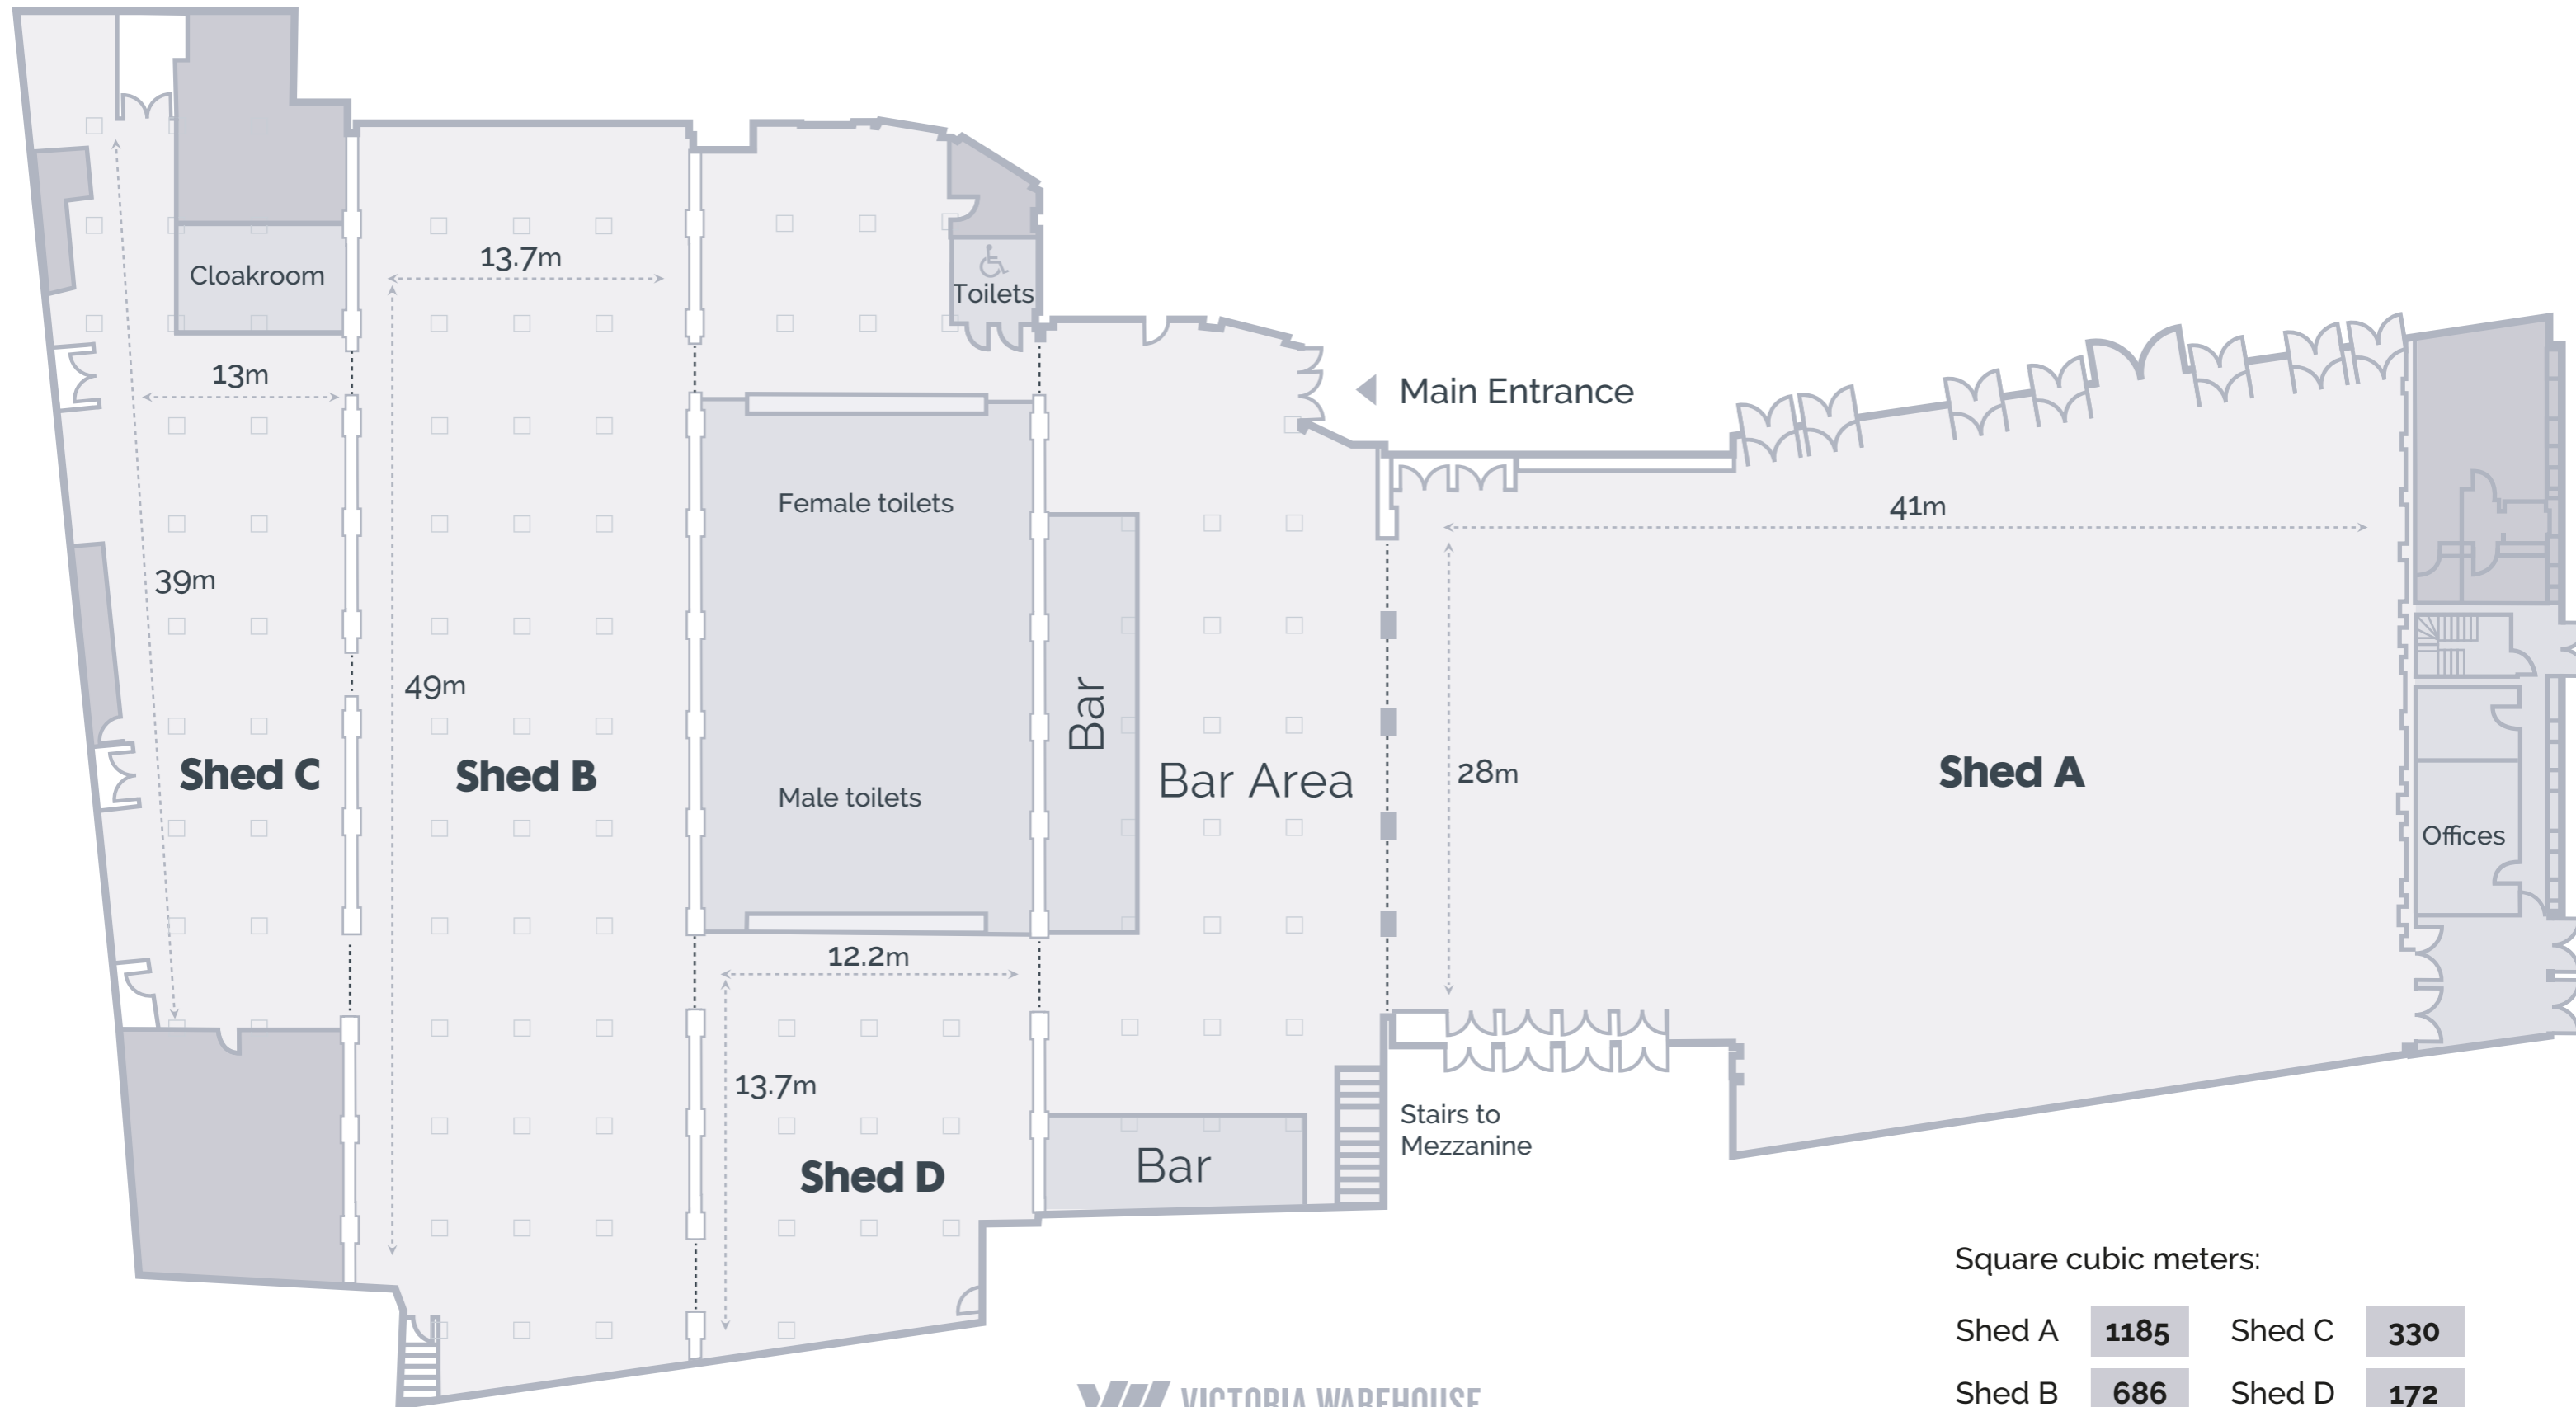 Cloakroom
13.7m
Toilets
13m
Main Entrance
Female toilets
41m
39m
49m
Bar
Shed C
Shed B
Male toilets
Bar Area
28m
Shed A
Offices
12.2m
13.7m
Stairs to
Mezzanine
Shed D
Bar
Square cubic meters:
Shed A 1185 Shed C 330
Shed B 686 Shed D 172
VICTORIA WAREHOUSE